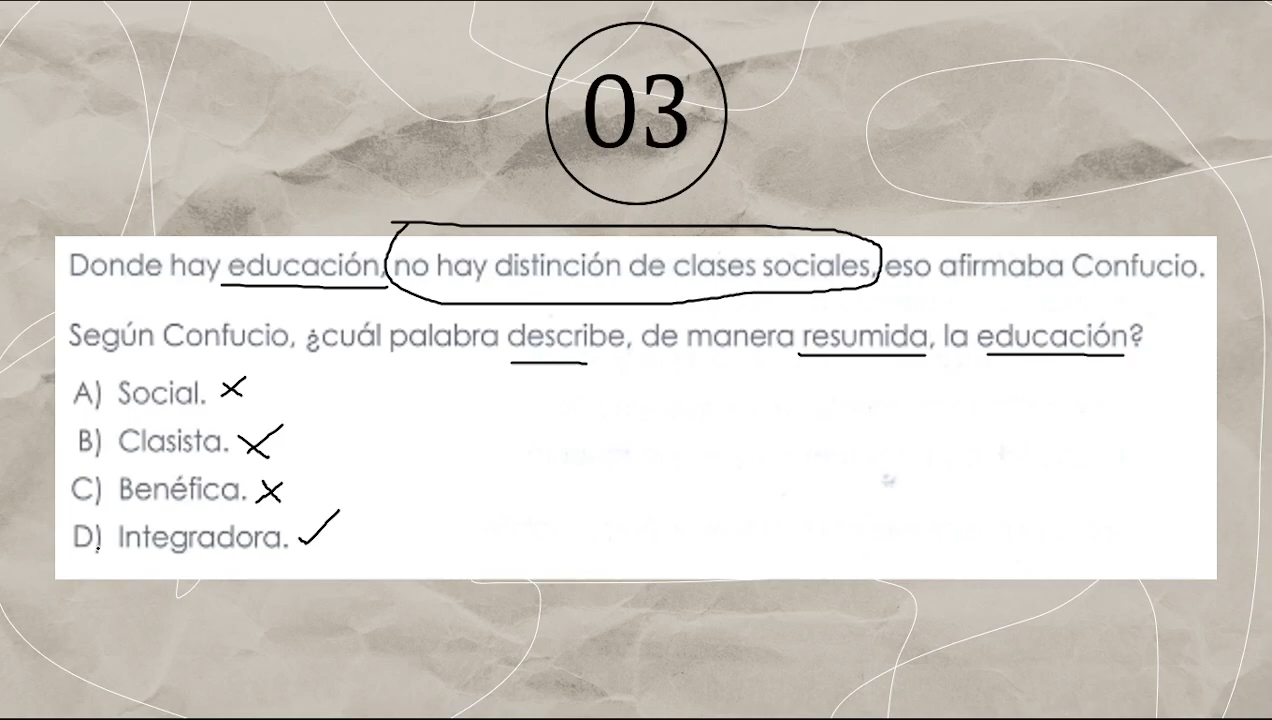 03
Donde hay educación, no hay distinción de clases sociales, eso afirmaba Confucio.
Según Confucio, ¿cuál palabra describe, de manera resumida, la educación?
A) Social.
B) Clasista.
C) Benéfica.
D) Integradora.